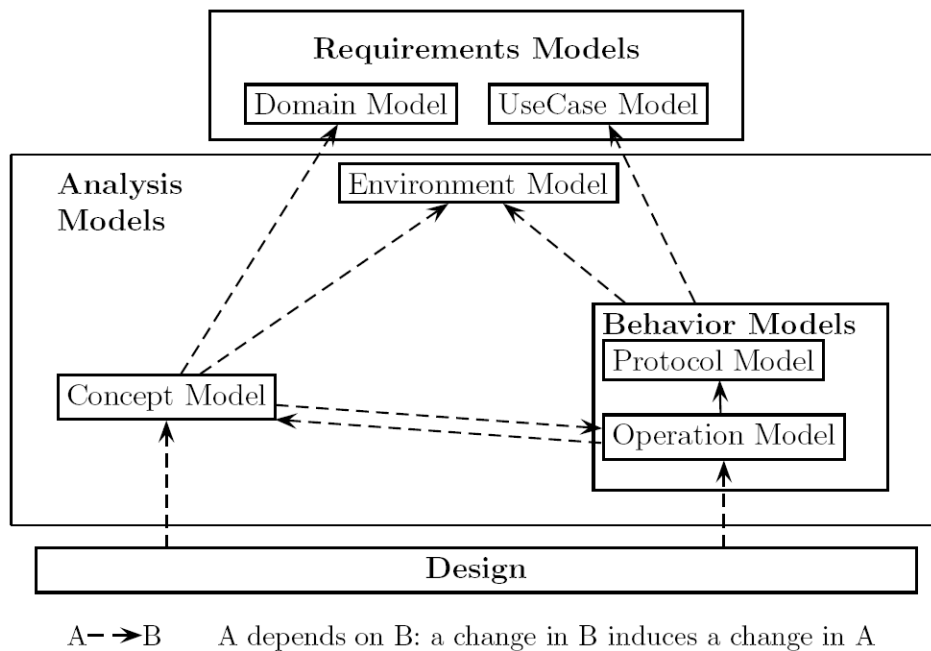 Requirements Models
Domain Model
UseCase Model
Analysis
Models
Environment Model
Behavior Models
Protocol Model
Concept Model
Operation Model
Design
A B A depends on B: a change in B induces a change in A